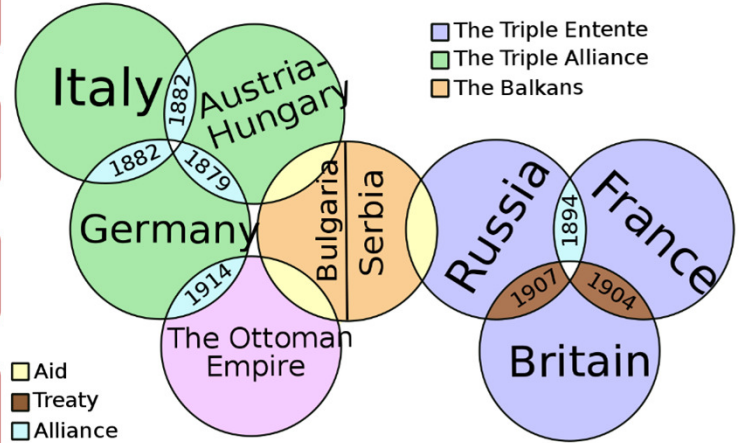 The Triple Entente
The Triple Alliance
The Balkans
Italy
1882
Austria-
Hungary
1882
1879
Germany
Bulgaria
Serbia
Russia
1894
France
1914
1907
1904
The Ottoman
Empire
Britain
Aid
Treaty
Alliance